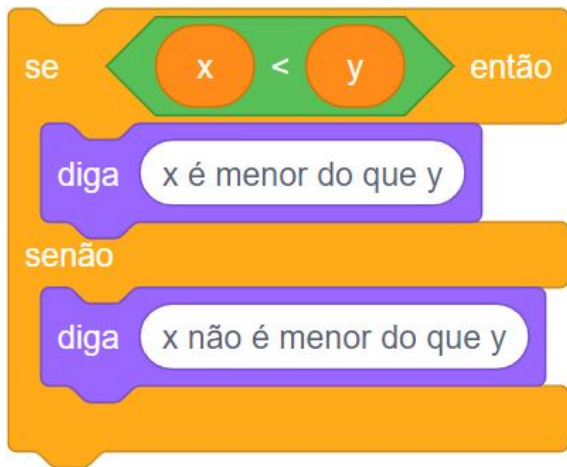 se x < y então
diga x é menor do que y
senão
diga x não é menor do que y